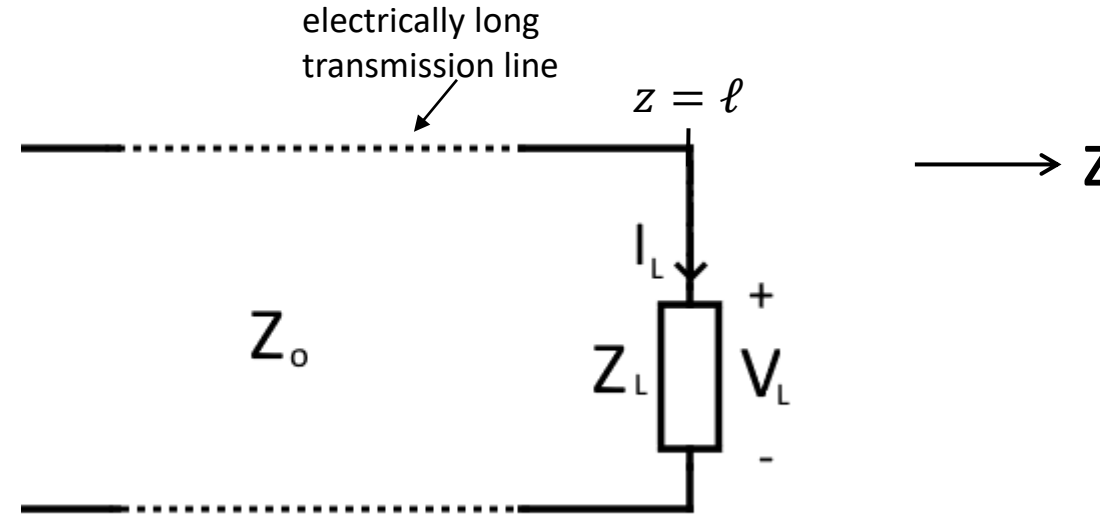 electrically long
transmission line
z = ℓ
Z
I_L
+
Z_o
Z_L
V_L
-